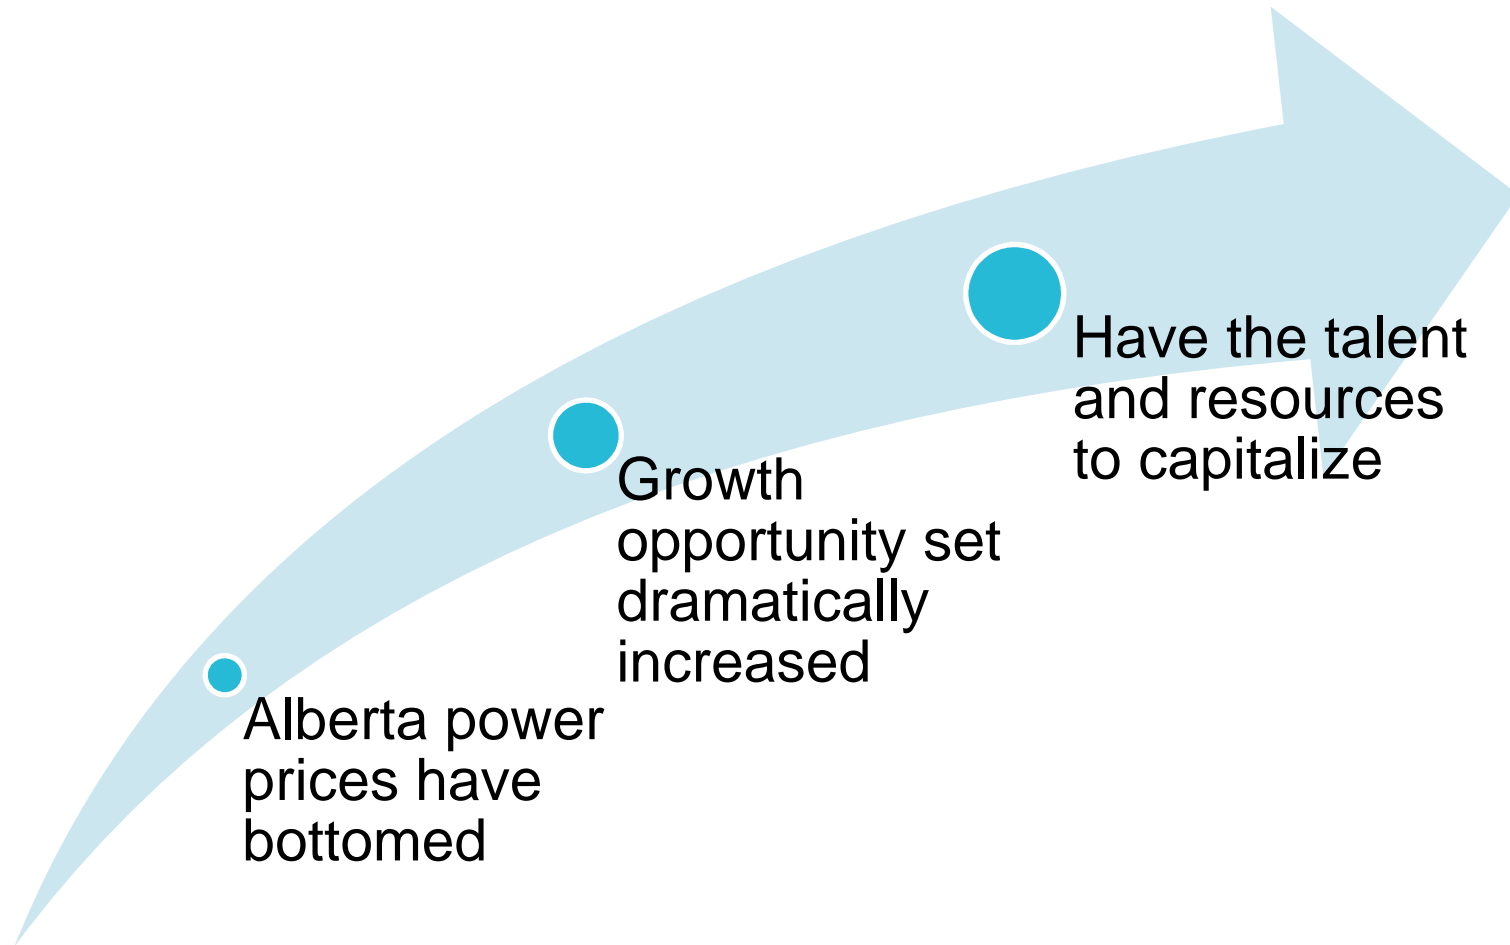 Alberta power
prices have
bottomed
Growth
opportunity set
dramatically
increased
Have the talent
and resources
to capitalize